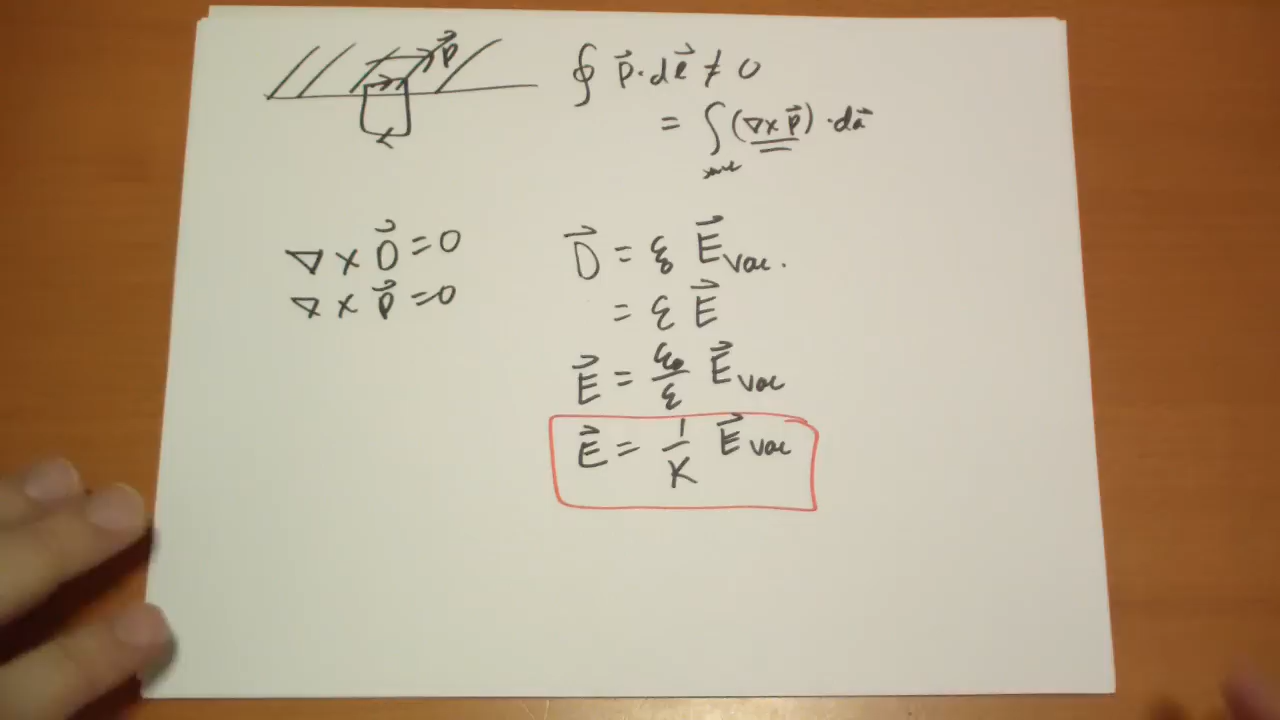 P⃗
∮ P⃗ · dℓ⃗ ≠ 0
= ∫ (∇ × P⃗) · da⃗
∇ × D⃗ = 0
∇ × P⃗ = 0
D⃗ = ε₀ E⃗ vac.
= ε E⃗
E⃗ = ε₀/ε E⃗ vac
E⃗ = 1/K E⃗ vac